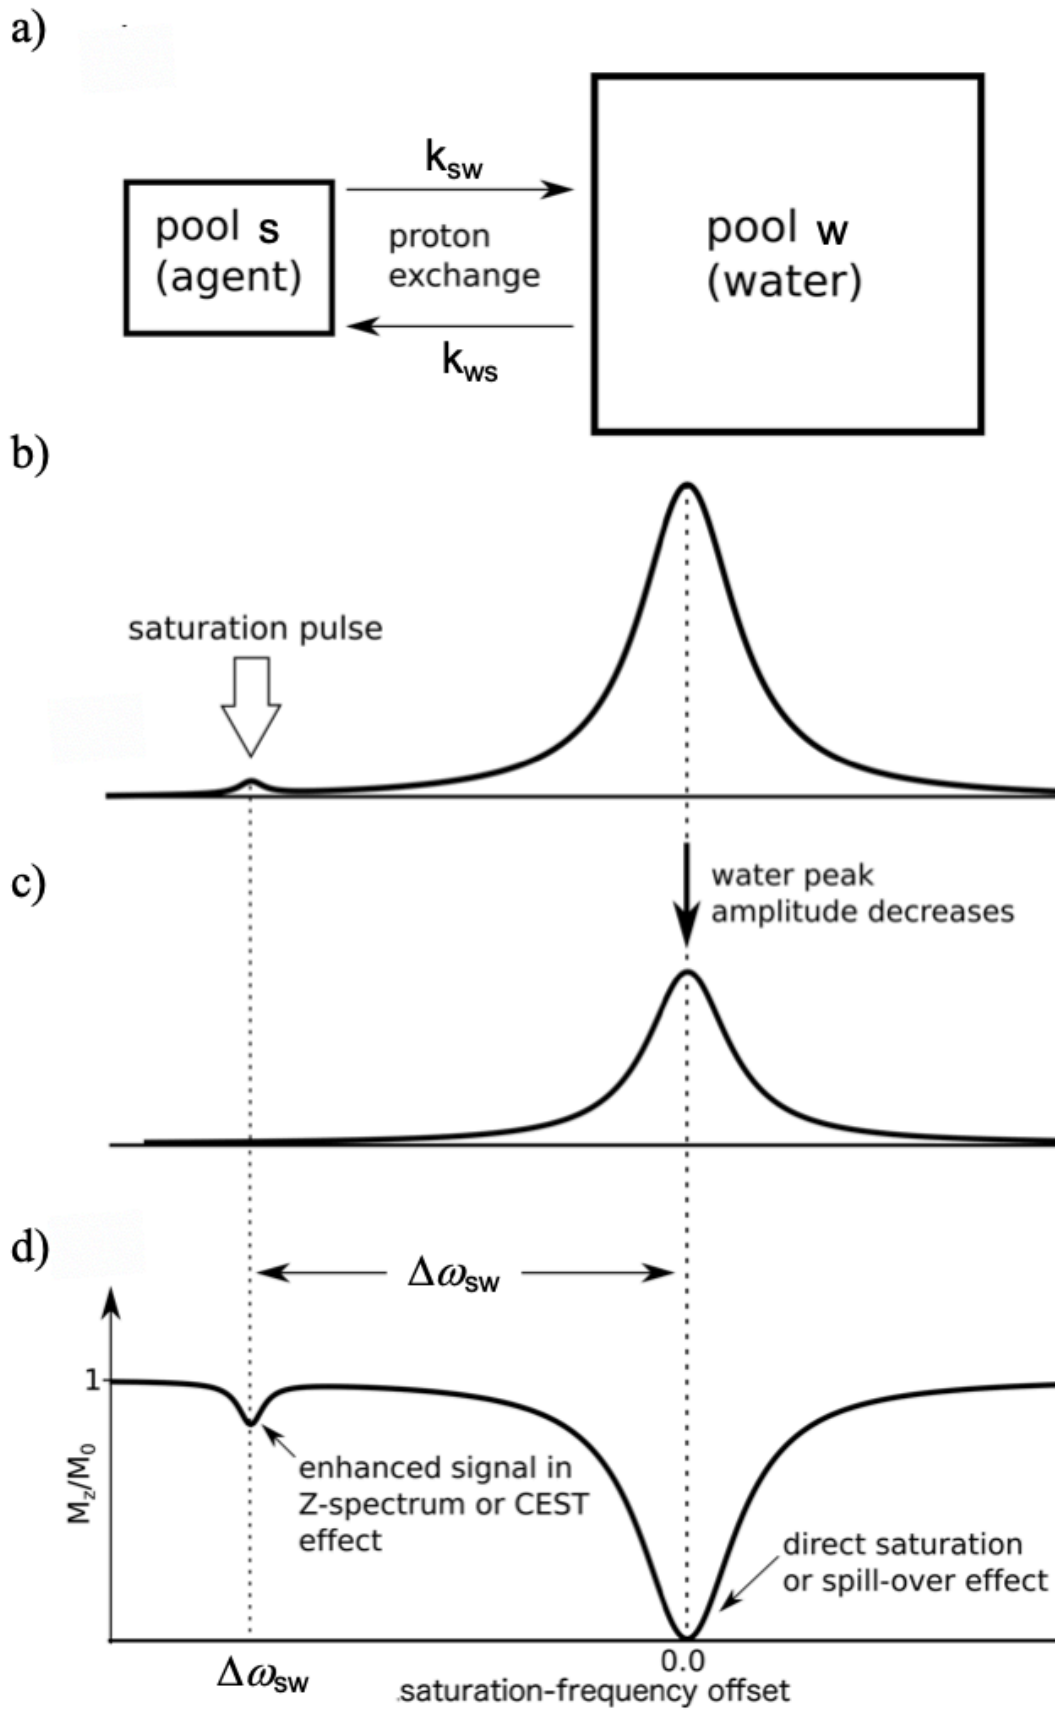 a)
k_sw
pool s
(agent)
proton
exchange
pool w
(water)
k_ws
b)
saturation pulse
c)
water peak
amplitude decreases
d)
Δω_sw
1
M_z/M_0
enhanced signal in
Z-spectrum or CEST
effect
direct saturation
or spill-over effect
Δω_sw
0.0
saturation-frequency offset